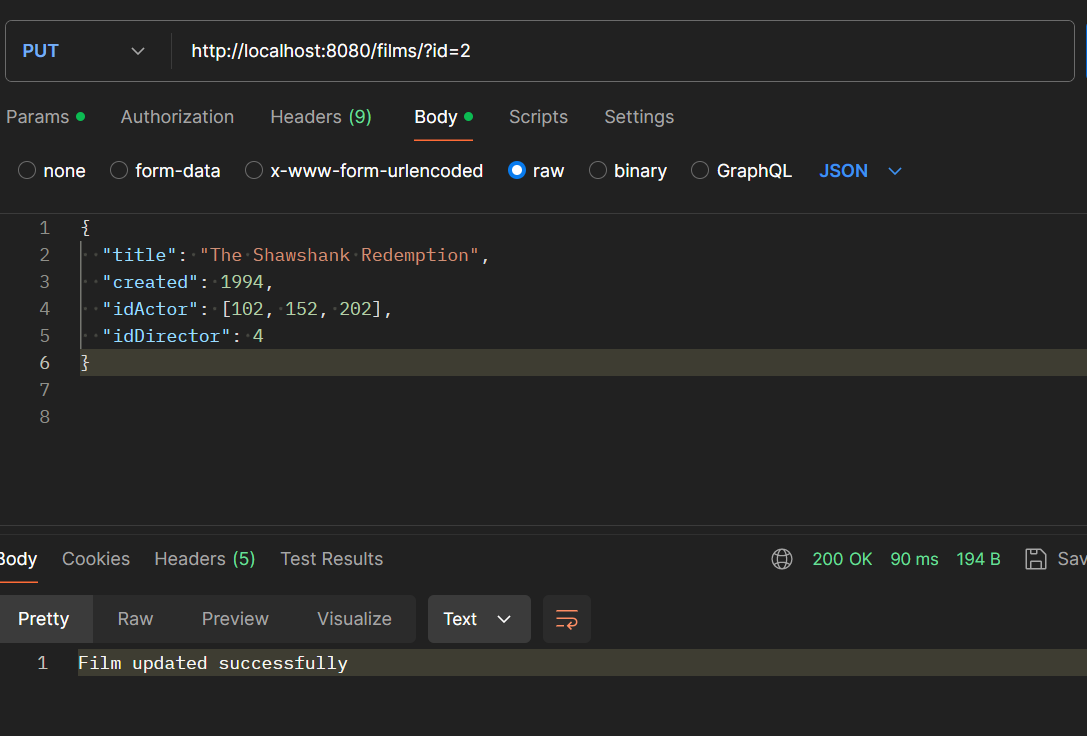 PUT http://localhost:8080/films/?id=2
Params Authorization Headers (9) Body Scripts Settings
none form-data x-www-form-urlencoded raw binary GraphQL JSON
1 {
2 "title": "The Shawshank Redemption",
3 "created": 1994,
4 "idActor": [102, 152, 202],
5 "idDirector": 4
6 }
7
8
Body Cookies Headers (5) Test Results 200 OK 90 ms 194 B Sav
Pretty Raw Preview Visualize Text
1 Film updated successfully